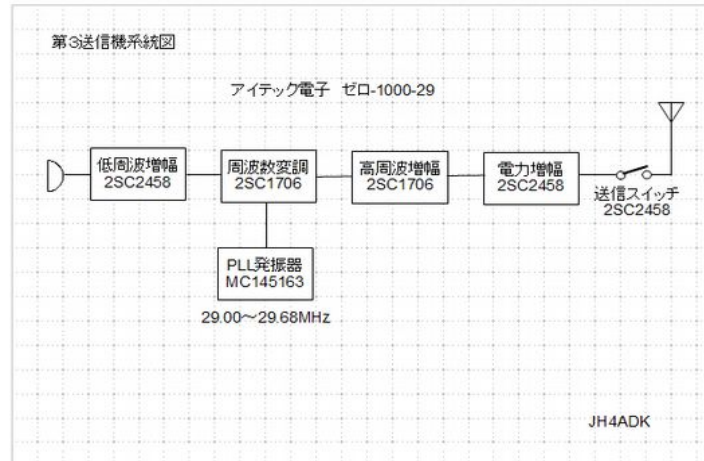 第3送信機系統図
アイテック電子 ゼロ-1000-29
低周波増幅
2SC2458
周波数変調
2SC1706
高周波増幅
2SC1706
電力増幅
2SC2458
送信スイッチ
2SC2458
PLL発振器
MC145163
29.00～29.68MHz
JH4ADK